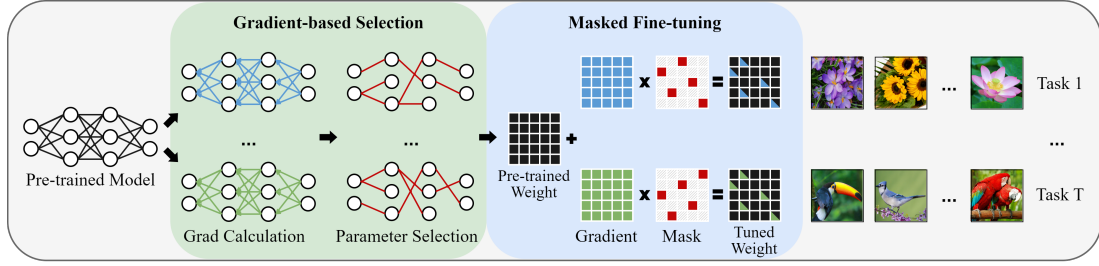 Gradient-based Selection
Masked Fine-tuning
x
=
...
Task 1
Pre-trained Model
...
...
+
...
Pre-trained
Weight
x
=
...
Task T
Grad Calculation
Parameter Selection
Gradient
Mask
Tuned
Weight